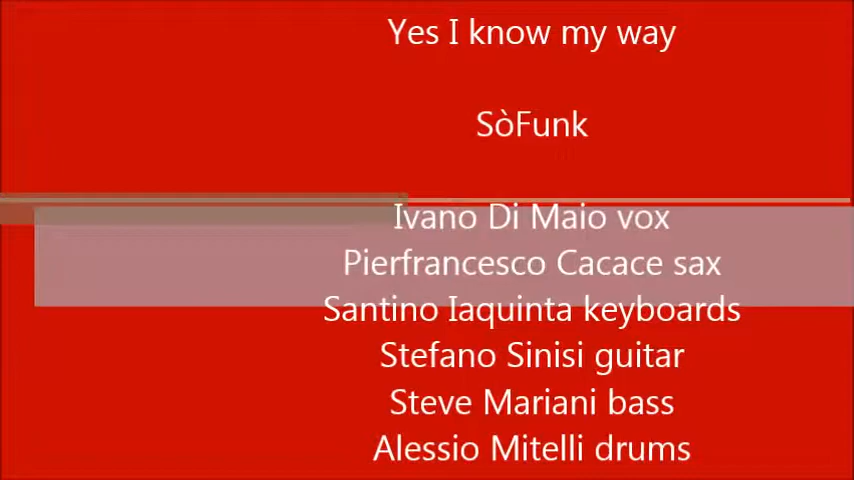 Yes I know my way
SòFunk
Ivano Di Maio vox
Pierfrancesco Cacace sax
Santino Iaquinta keyboards
Stefano Sinisi guitar
Steve Mariani bass
Alessio Mitelli drums